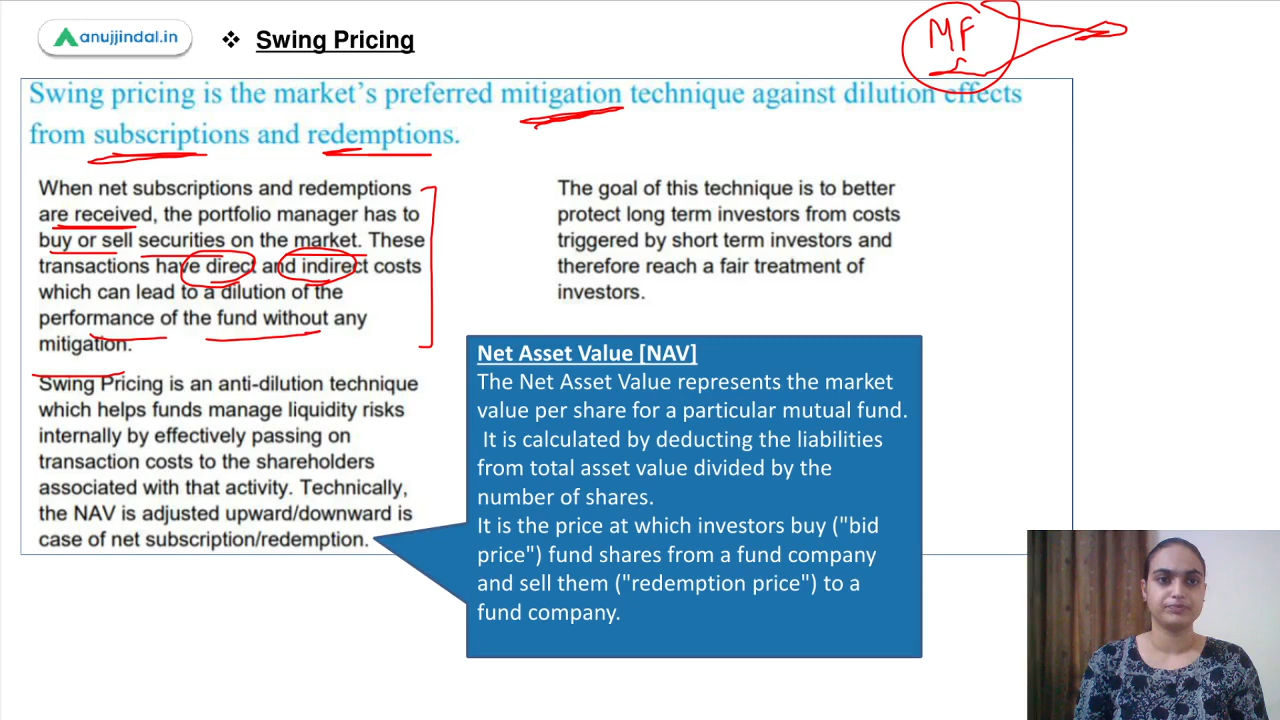 anujjindal.in
❖ Swing Pricing
MF
Swing pricing is the market's preferred mitigation technique against dilution effects
from subscriptions and redemptions.
When net subscriptions and redemptions
are received, the portfolio manager has to
buy or sell securities on the market. These
transactions have direct and indirect costs
which can lead to a dilution of the
performance of the fund without any
mitigation.
Swing Pricing is an anti-dilution technique
which helps funds manage liquidity risks
internally by effectively passing on
transaction costs to the shareholders
associated with that activity. Technically,
the NAV is adjusted upward/downward is
case of net subscription/redemption.
The goal of this technique is to better
protect long term investors from costs
triggered by short term investors and
therefore reach a fair treatment of
investors.
Net Asset Value [NAV]
The Net Asset Value represents the market
value per share for a particular mutual fund.
It is calculated by deducting the liabilities
from total asset value divided by the
number of shares.
It is the price at which investors buy ("bid
price") fund shares from a fund company
and sell them ("redemption price") to a
fund company.